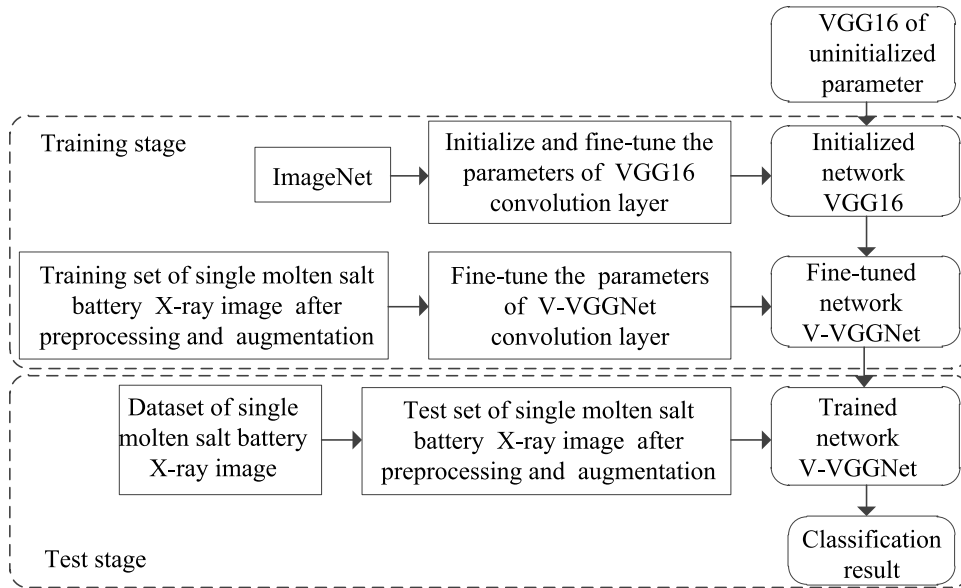 VGG16 of
uninitialized
parameter
Training stage
ImageNet
Initialize and fine-tune the
parameters of VGG16
convolution layer
Initialized
network
VGG16
Training set of single molten salt
battery X-ray image after
preprocessing and augmentation
Fine-tune the parameters
of V-VGGNet
convolution layer
Fine-tuned
network
V-VGGNet
Dataset of single
molten salt battery
X-ray image
Test set of single molten salt
battery X-ray image after
preprocessing and augmentation
Trained
network
V-VGGNet
Test stage
Classification
result